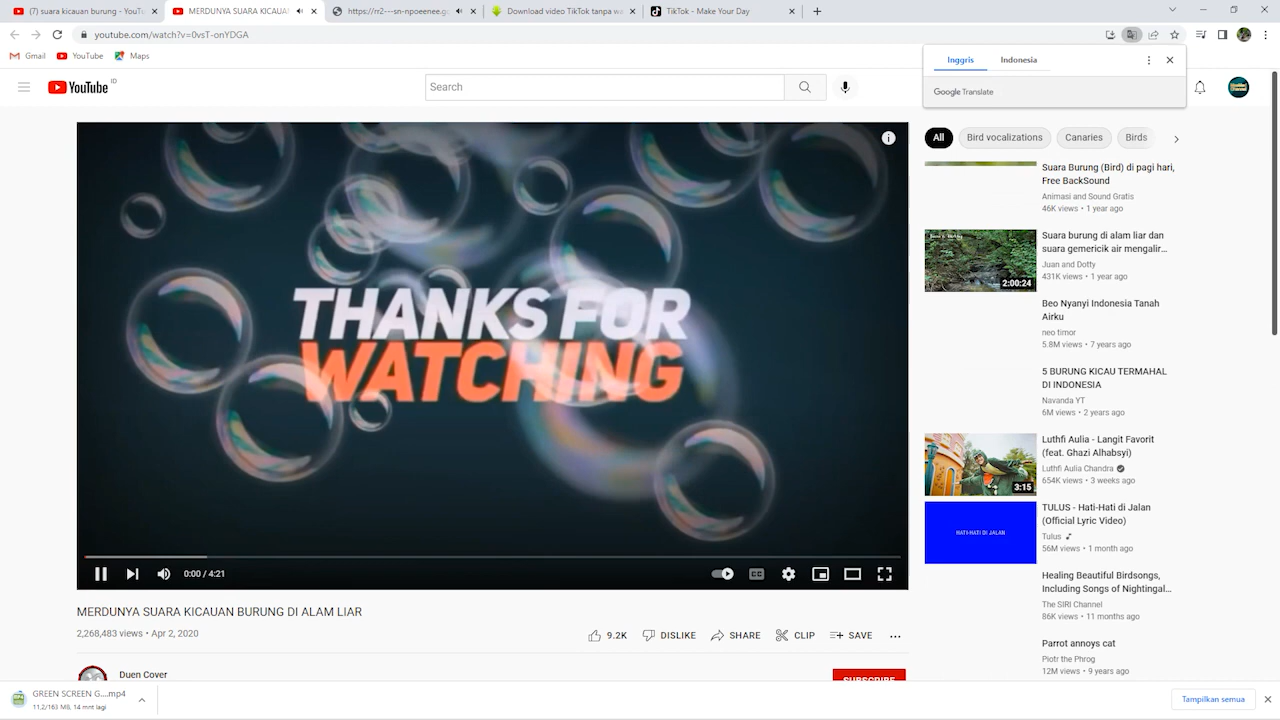 (7) suara kicauan burung - YouTu
MERDUNYA SUARA KICAUA
https://rr2---sn-npoeenee.g
Download video TikTok tanpa wa
TikTok - Make Your Day
youtube.com/watch?v=0vsT-onYDGA
Gmail
YouTube
Maps
Inggris
Indonesia
Google Translate
YouTube ID
Search
All
Bird vocalizations
Canaries
Birds
THANKS FOR
WATCHING
0:00 / 4:21
CC
MERDUNYA SUARA KICAUAN BURUNG DI ALAM LIAR
2,268,483 views • Apr 2, 2020
9.2K
DISLIKE
SHARE
CLIP
SAVE
Duen Cover
SUBSCRIBE
Suara Burung (Bird) di pagi hari,
Free BackSound
Animasi and Sound Gratis
46K views • 1 year ago
2:00:24
Suara burung di alam liar dan
suara gemericik air mengalir...
Juan and Dotty
431K views • 1 year ago
Beo Nyanyi Indonesia Tanah
Airku
neo timor
5.8M views • 7 years ago
5 BURUNG KICAU TERMAHAL
DI INDONESIA
Navanda YT
6M views • 2 years ago
3:15
Luthfi Aulia - Langit Favorit
(feat. Ghazi Alhabsyi)
Luthfi Aulia Chandra
654K views • 3 weeks ago
HATI-HATI DI JALAN
TULUS - Hati-Hati di Jalan
(Official Lyric Video)
Tulus
56M views • 1 month ago
Healing Beautiful Birdsongs,
Including Songs of Nightingal...
The SIRI Channel
86K views • 11 months ago
Parrot annoys cat
Piotr the Phrog
12M views • 9 years ago
GREEN SCREEN G....mp4
11,2/163 MB, 14 mnt lagi
Tampilkan semua